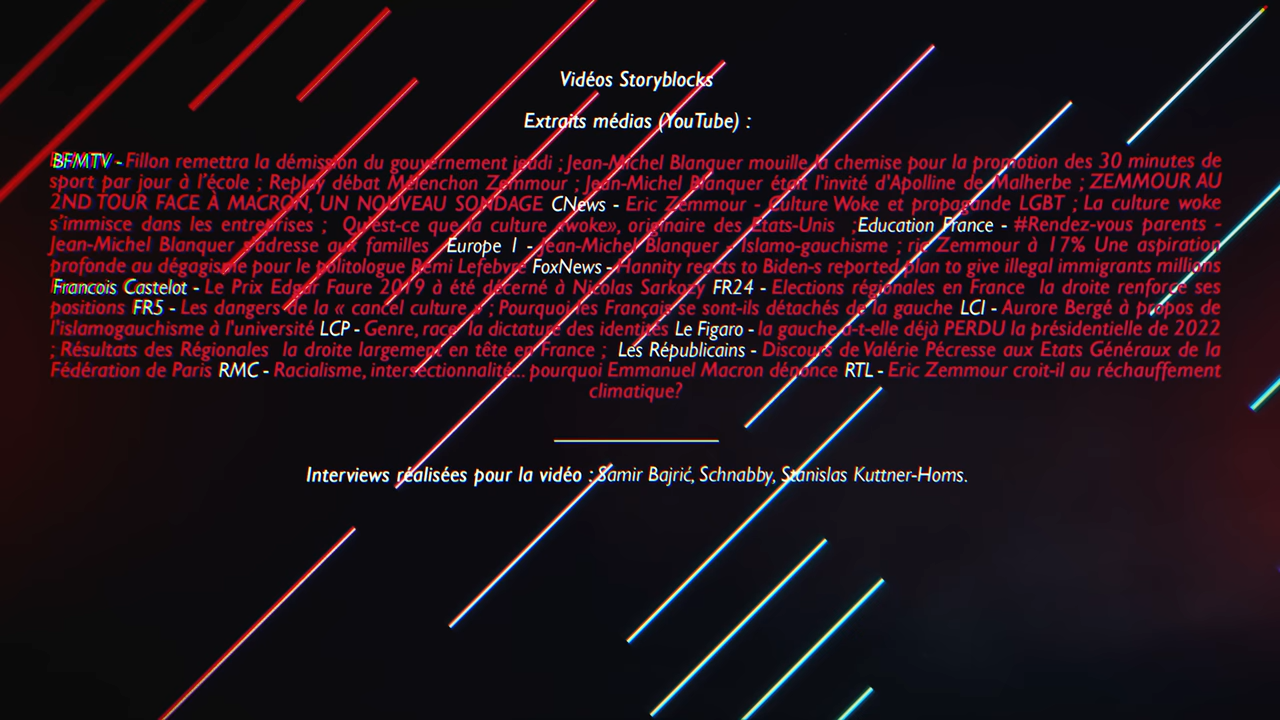 Vidéos Storyblocks
Extraits médias (YouTube) :
BFMTV - Fillon remettra la démission du gouvernement jeudi ; Jean-Michel Blanquer mouille la chemise pour la promotion des 30 minutes de
sport par jour à l'école ; Replay débat Mélenchon Zemmour ; Jean-Michel Blanquer était l'invité d'Apolline de Malherbe ; ZEMMOUR AU
2ND TOUR FACE À MACRON, UN NOUVEAU SONDAGE CNews - Eric Zemmour - Culture Woke et propagande LGBT ; La culture woke
s'immisce dans les entreprises ; Qu'est-ce que la culture «woke», originaire des Etats-Unis ;Education France - #Rendez-vous parents -
Jean-Michel Blanquer s'adresse aux familles Europe 1 - Jean-Michel Blanquer - Islamo-gauchisme ; ric Zemmour à 17% Une aspiration
profonde au dégagisme pour le politologue Rémi Lefebvre FoxNews - Hannity reacts to Biden-s reported plan to give illegal immigrants millions
Francois Castelot - Le Prix Edgar Faure 2019 à été décerné à Nicolas Sarkozy FR24 - Elections régionales en France la droite renforce ses
positions FR5 - Les dangers de la « cancel culture » ; Pourquoi les Français se sont-ils détachés de la gauche LCI - Aurore Bergé à propos de
l'islamogauchisme à l'université LCP - Genre, race, la dictature des identités Le Figaro - la gauche a-t-elle déjà PERDU la présidentielle de 2022
; Résultats des Régionales la droite largement en tête en France ; Les Républicains - Discours de Valérie Pécresse aux Etats Généraux de la
Fédération de Paris RMC - Racialisme, intersectionnalité... pourquoi Emmanuel Macron dénonce RTL - Eric Zemmour croit-il au réchauffement
climatique?
Interviews réalisées pour la vidéo : Samir Bajrić, Schnabby, Stanislas Kuttner-Homs.